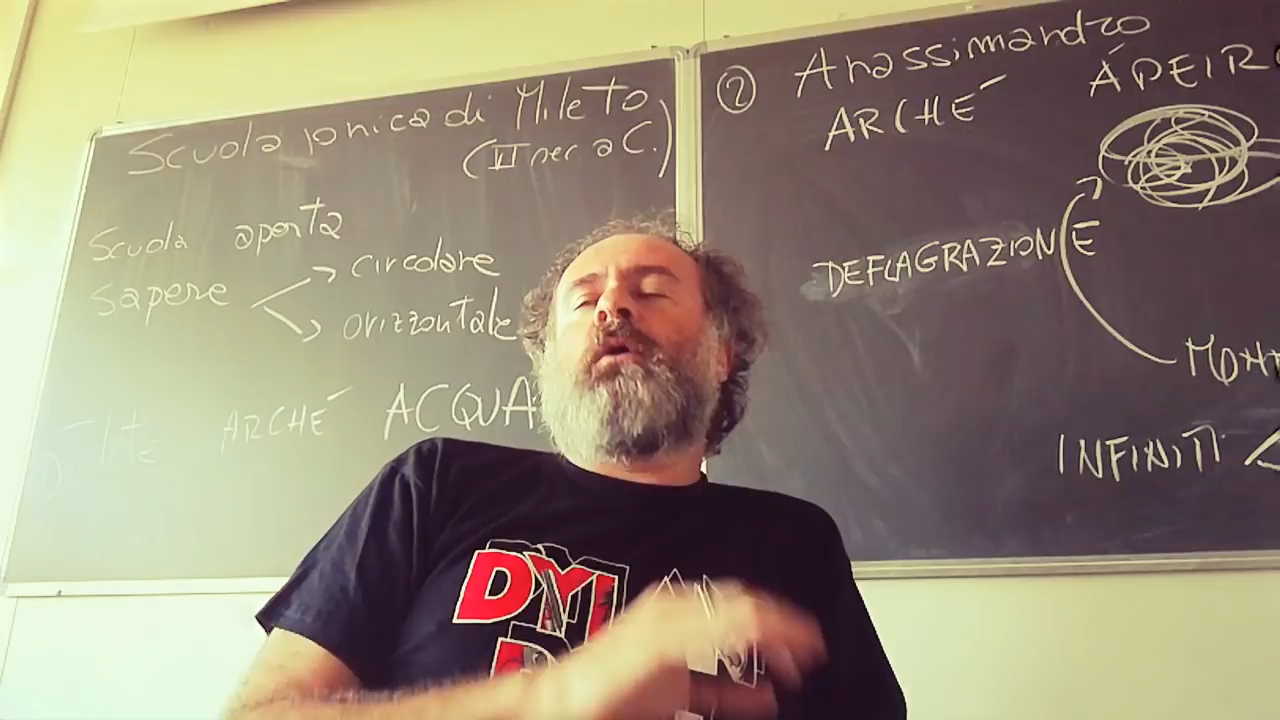 Scuola ionica di Mileto
(VI sec aC.)
Scuola aperta
Sapere → circolare
→ orizzontale
ARCHÉ ACQUA
② Anassimandro
ARCHÉ ÁPEIR
DEFLAGRAZIONE
INFINITI
DYL